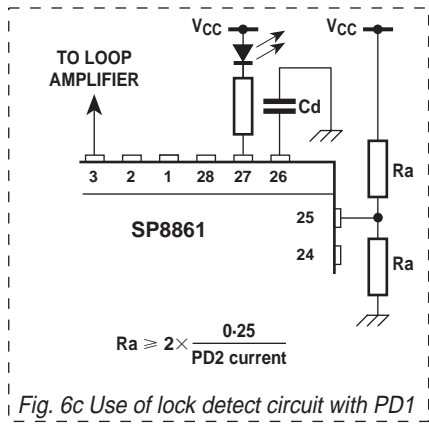 VCC
VCC
TO LOOP
AMPLIFIER
Cd
Ra
3 2 1 28 27 26
25
SP8861
24
Ra
Ra ⩾ 2 × 0·25 / PD2 current
Fig. 6c Use of lock detect circuit with PD1